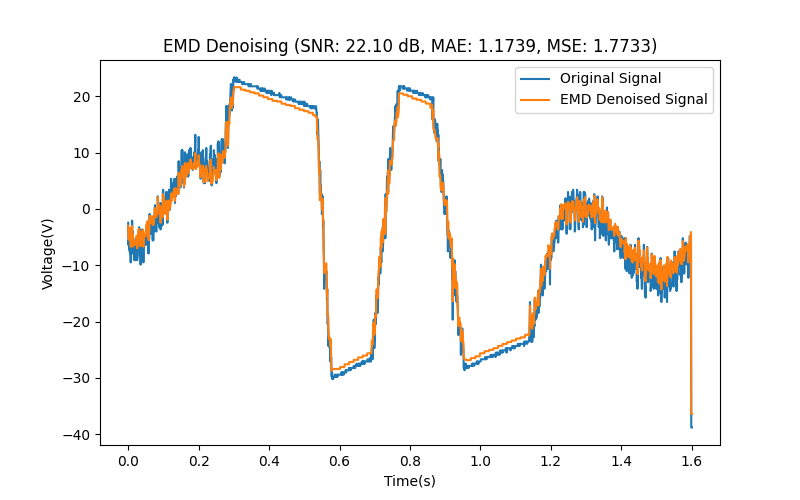 EMD Denoising (SNR: 22.10 dB, MAE: 1.1739, MSE: 1.7733)
Original Signal
EMD Denoised Signal
Voltage(V)
20
10
0
−10
−20
−30
−40
0.0 0.2 0.4 0.6 0.8 1.0 1.2 1.4 1.6
Time(s)